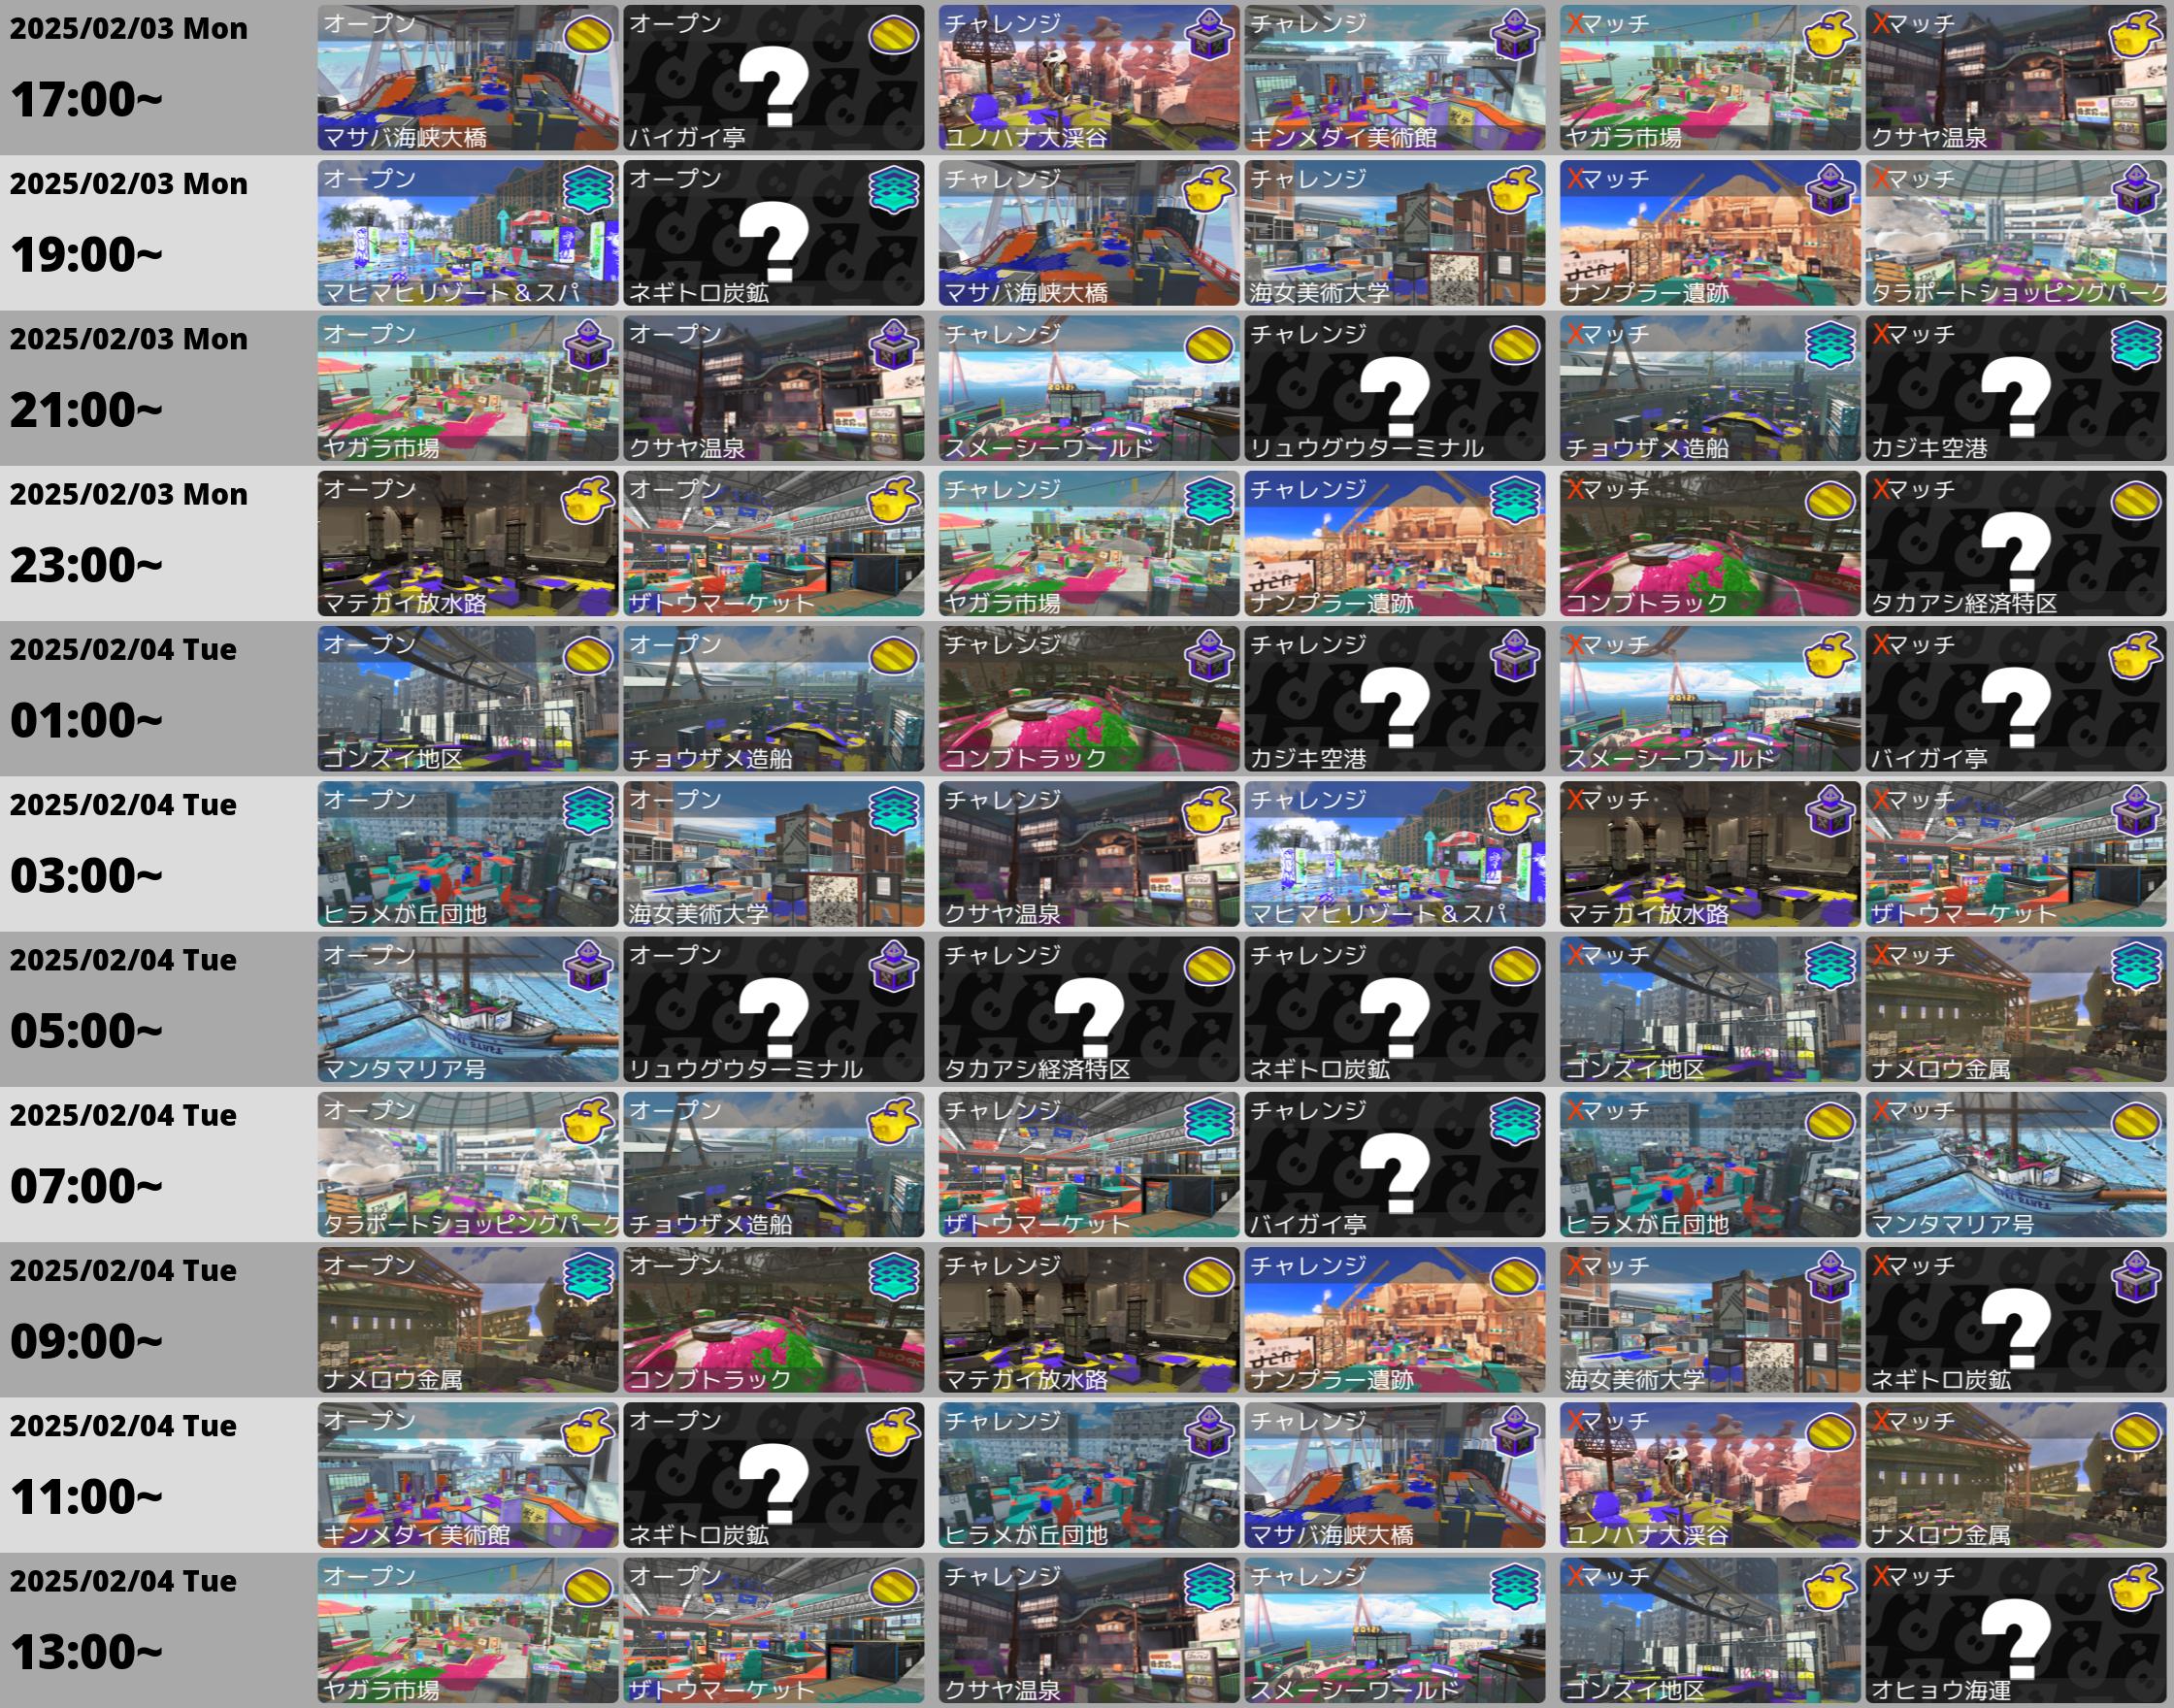 2025/02/03 Mon
17:00~
オープン
マサバ海峡大橋
オープン
バイガイ亭
チャレンジ
ユノハナ大渓谷
チャレンジ
キンメダイ美術館
Xマッチ
ヤガラ市場
Xマッチ
クサヤ温泉
2025/02/03 Mon
19:00~
オープン
マヒマヒリゾート＆スパ
オープン
ネギトロ炭鉱
チャレンジ
マサバ海峡大橋
チャレンジ
海女美術大学
Xマッチ
ナンプラー遺跡
Xマッチ
タラポートショッピングパーク
2025/02/03 Mon
21:00~
オープン
ヤガラ市場
オープン
クサヤ温泉
チャレンジ
スメーシーワールド
チャレンジ
リュウグウターミナル
Xマッチ
チョウザメ造船
Xマッチ
カジキ空港
2025/02/03 Mon
23:00~
オープン
マテガイ放水路
オープン
ザトウマーケット
チャレンジ
ヤガラ市場
チャレンジ
ナンプラー遺跡
Xマッチ
コンブトラック
Xマッチ
タカアシ経済特区
2025/02/04 Tue
01:00~
オープン
ゴンズイ地区
オープン
チョウザメ造船
チャレンジ
コンブトラック
チャレンジ
カジキ空港
Xマッチ
スメーシーワールド
Xマッチ
バイガイ亭
2025/02/04 Tue
03:00~
オープン
ヒラメが丘団地
オープン
海女美術大学
チャレンジ
クサヤ温泉
チャレンジ
マヒマヒリゾート＆スパ
Xマッチ
マテガイ放水路
Xマッチ
ザトウマーケット
2025/02/04 Tue
05:00~
オープン
マンタマリア号
オープン
リュウグウターミナル
チャレンジ
タカアシ経済特区
チャレンジ
ネギトロ炭鉱
Xマッチ
ゴンズイ地区
Xマッチ
ナメロウ金属
2025/02/04 Tue
07:00~
オープン
タラポートショッピングパーク
オープン
チョウザメ造船
チャレンジ
ザトウマーケット
チャレンジ
バイガイ亭
Xマッチ
ヒラメが丘団地
Xマッチ
マンタマリア号
2025/02/04 Tue
09:00~
オープン
ナメロウ金属
オープン
コンブトラック
チャレンジ
マテガイ放水路
チャレンジ
ナンプラー遺跡
Xマッチ
海女美術大学
Xマッチ
ネギトロ炭鉱
2025/02/04 Tue
11:00~
オープン
キンメダイ美術館
オープン
ネギトロ炭鉱
チャレンジ
ヒラメが丘団地
チャレンジ
マサバ海峡大橋
Xマッチ
ユノハナ大渓谷
Xマッチ
ナメロウ金属
2025/02/04 Tue
13:00~
オープン
ヤガラ市場
オープン
ザトウマーケット
チャレンジ
クサヤ温泉
チャレンジ
スメーシーワールド
Xマッチ
ゴンズイ地区
Xマッチ
オヒョウ海運